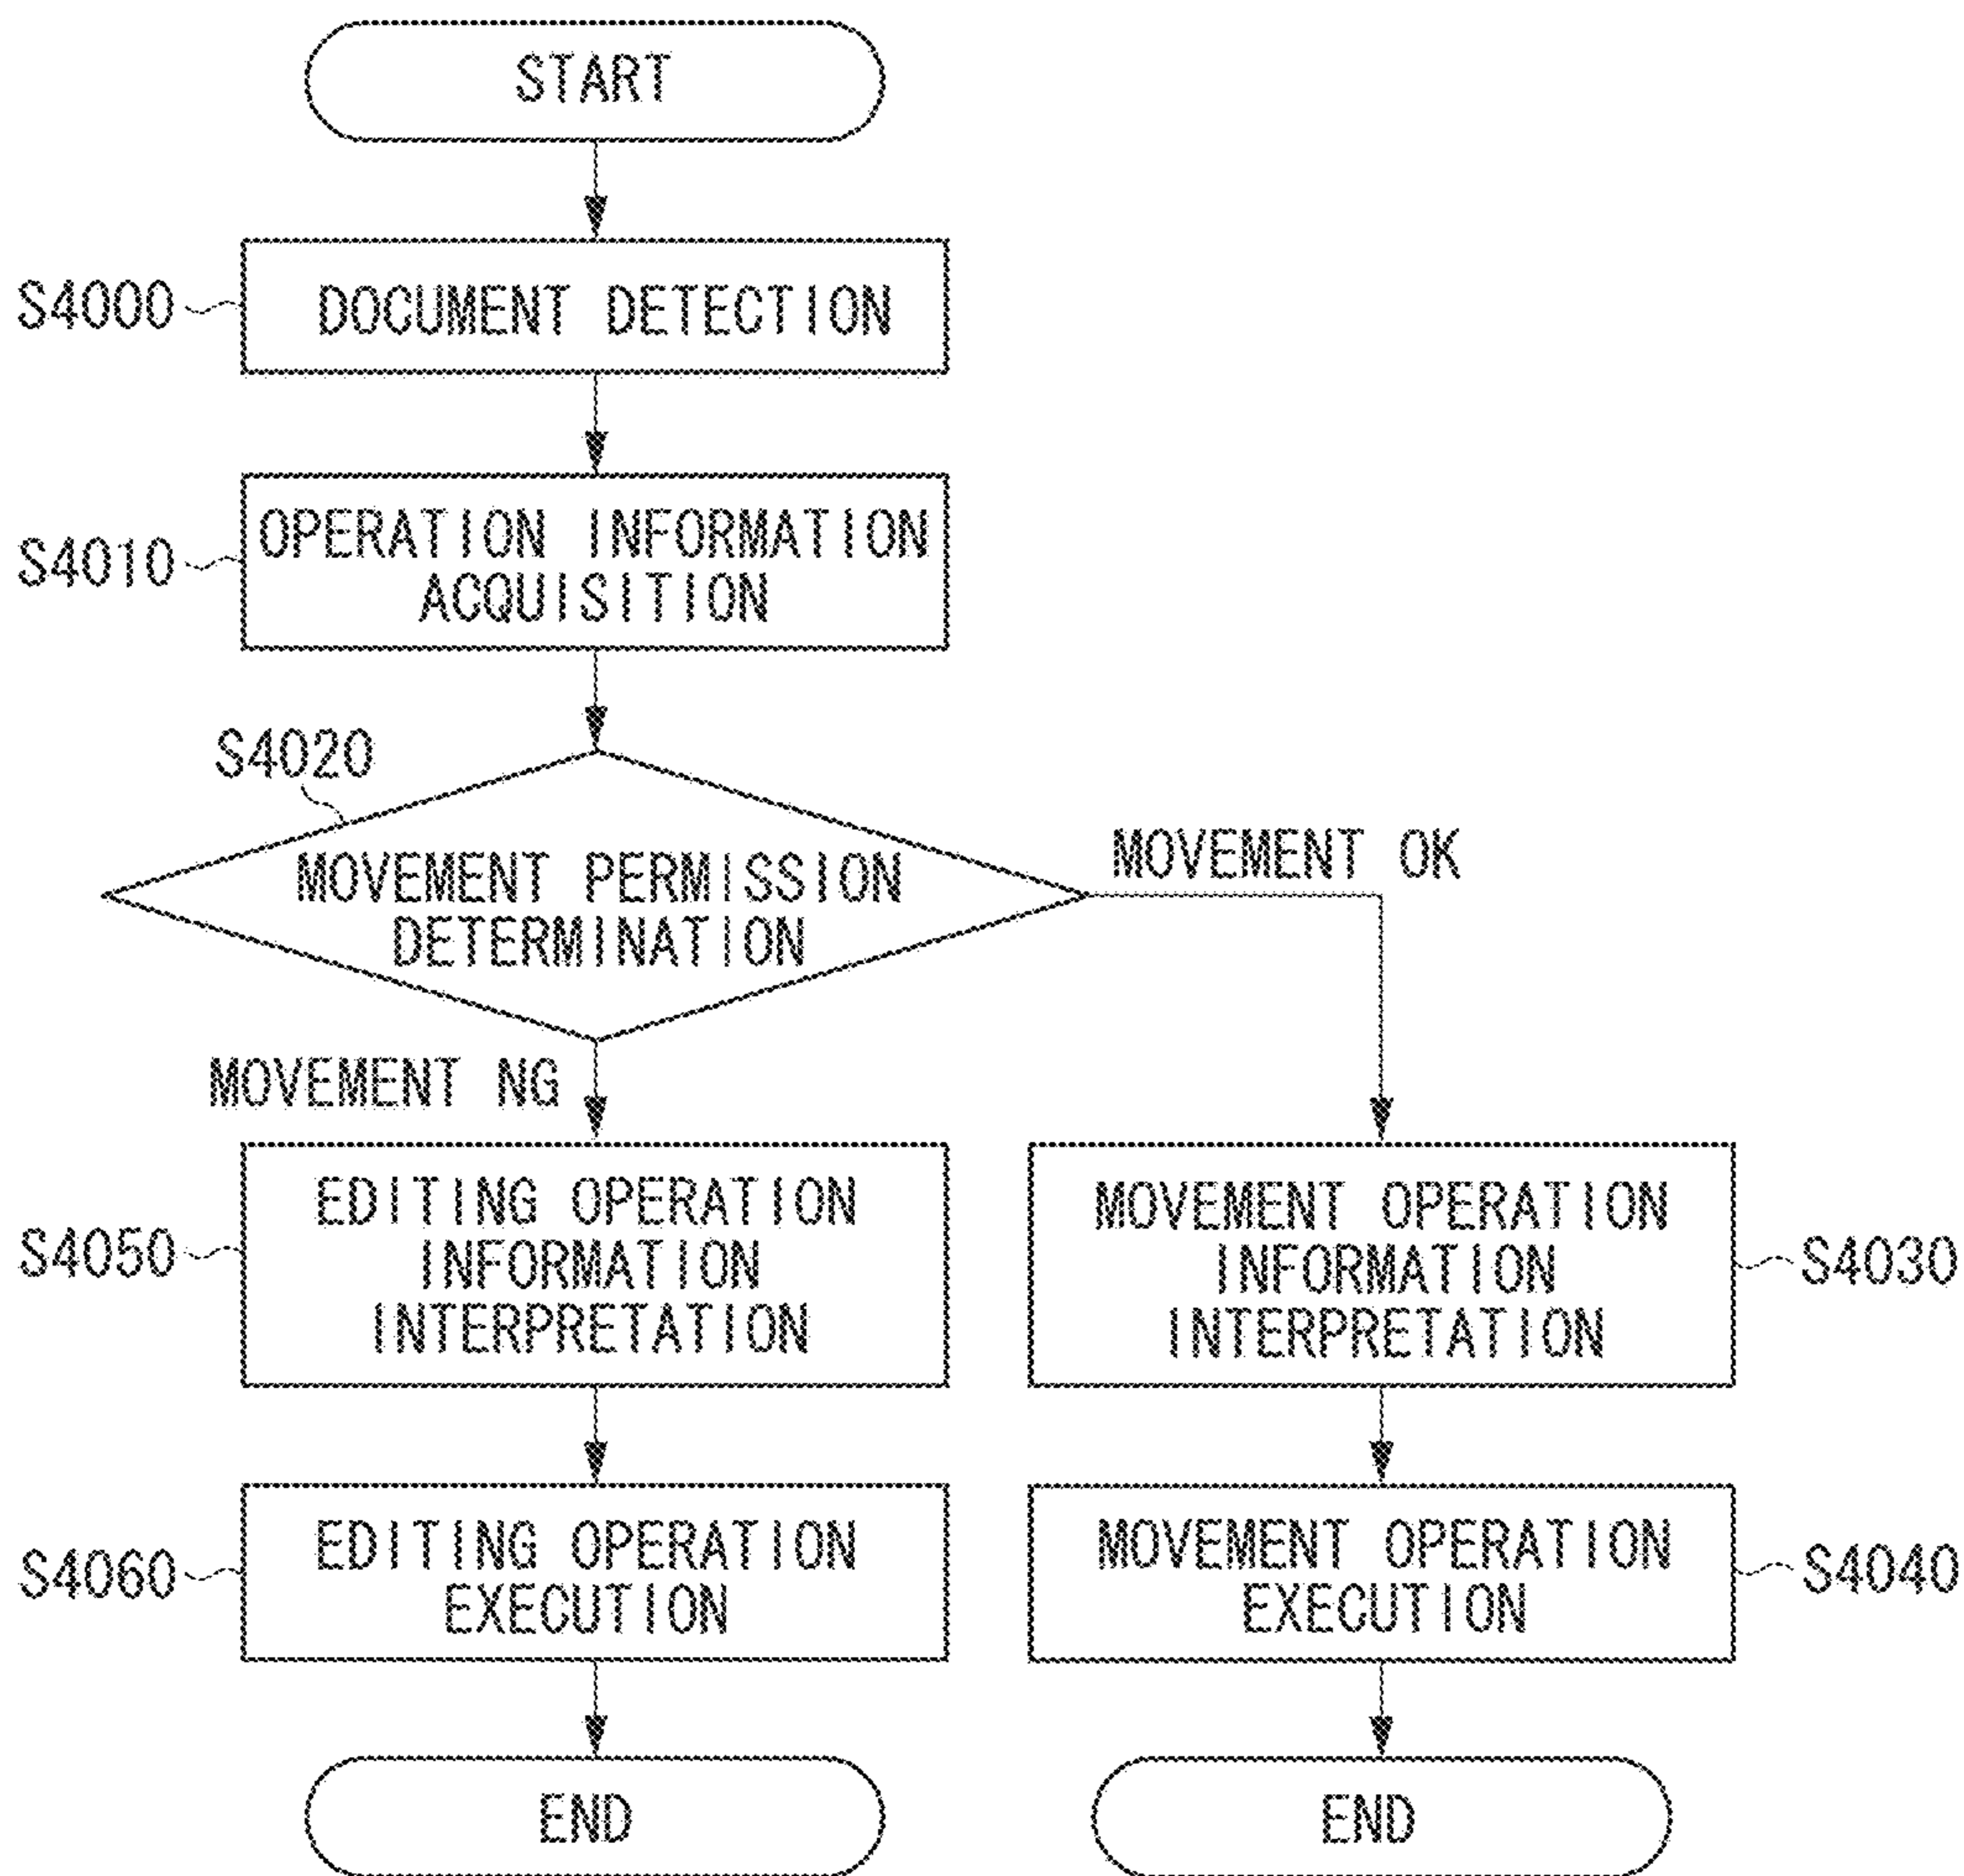 START
S4000
DOCUMENT DETECTION
S4010
OPERATION INFORMATION
ACQUISITION
S4020
MOVEMENT PERMISSION
DETERMINATION
MOVEMENT OK
MOVEMENT NG
S4050
EDITING OPERATION
INFORMATION
INTERPRETATION
MOVEMENT OPERATION
INFORMATION
INTERPRETATION
S4030
S4060
EDITING OPERATION
EXECUTION
MOVEMENT OPERATION
EXECUTION
S4040
END
END